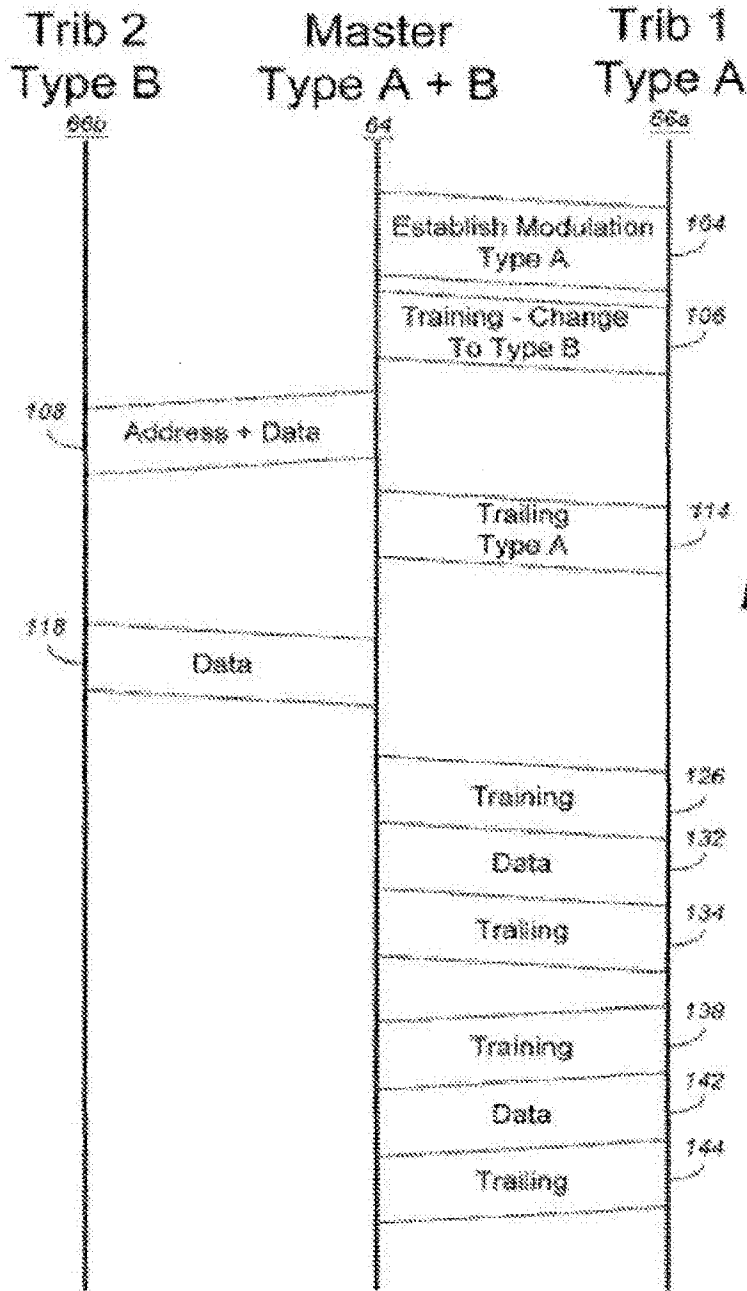 Trib 2
Type B
66b
Master
Type A + B
64
Trib 1
Type A
66a
Establish Modulation
Type A
104
Training - Change
To Type B
106
108
Address + Data
Trailing
Type A
114
118
Data
Training
126
Data
132
Trailing
134
Training
138
Data
142
Trailing
144